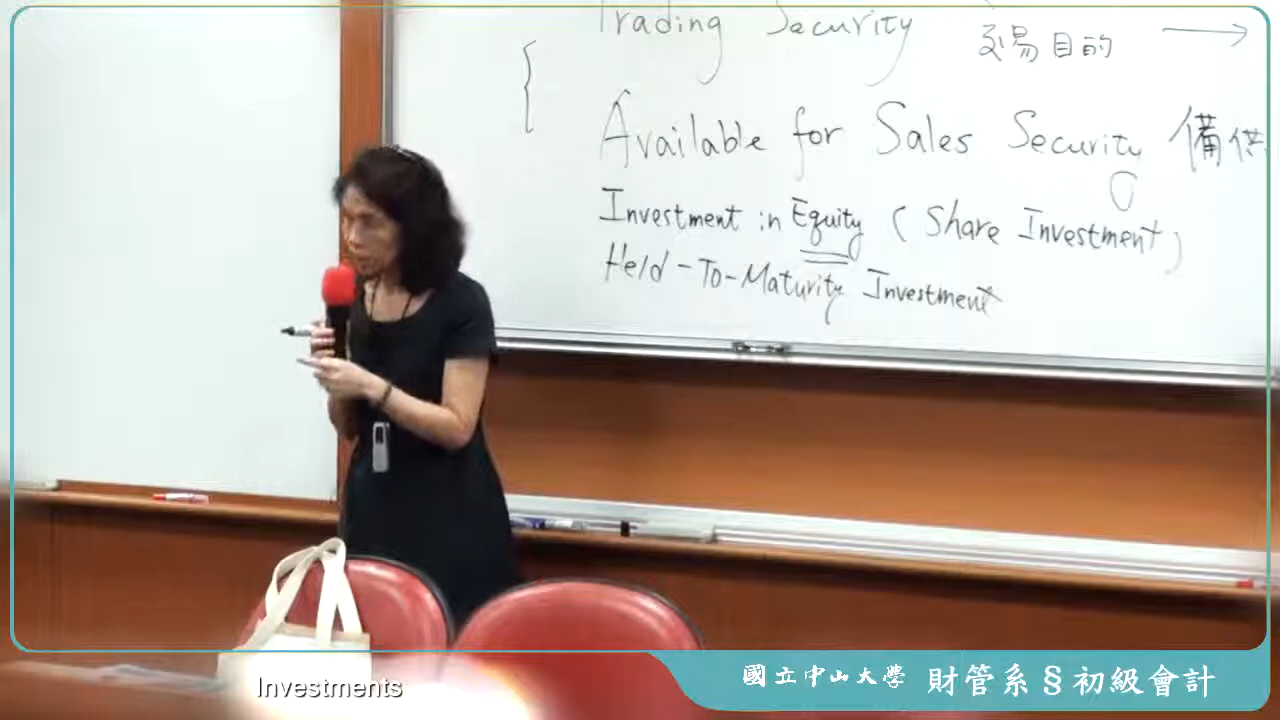 Trading Security 交易目的 →
Available for Sales Security 備供
Investment in Equity (Share Investment)
Held-To-Maturity Investment
Investments
國立中山大學 財管系§初級會計